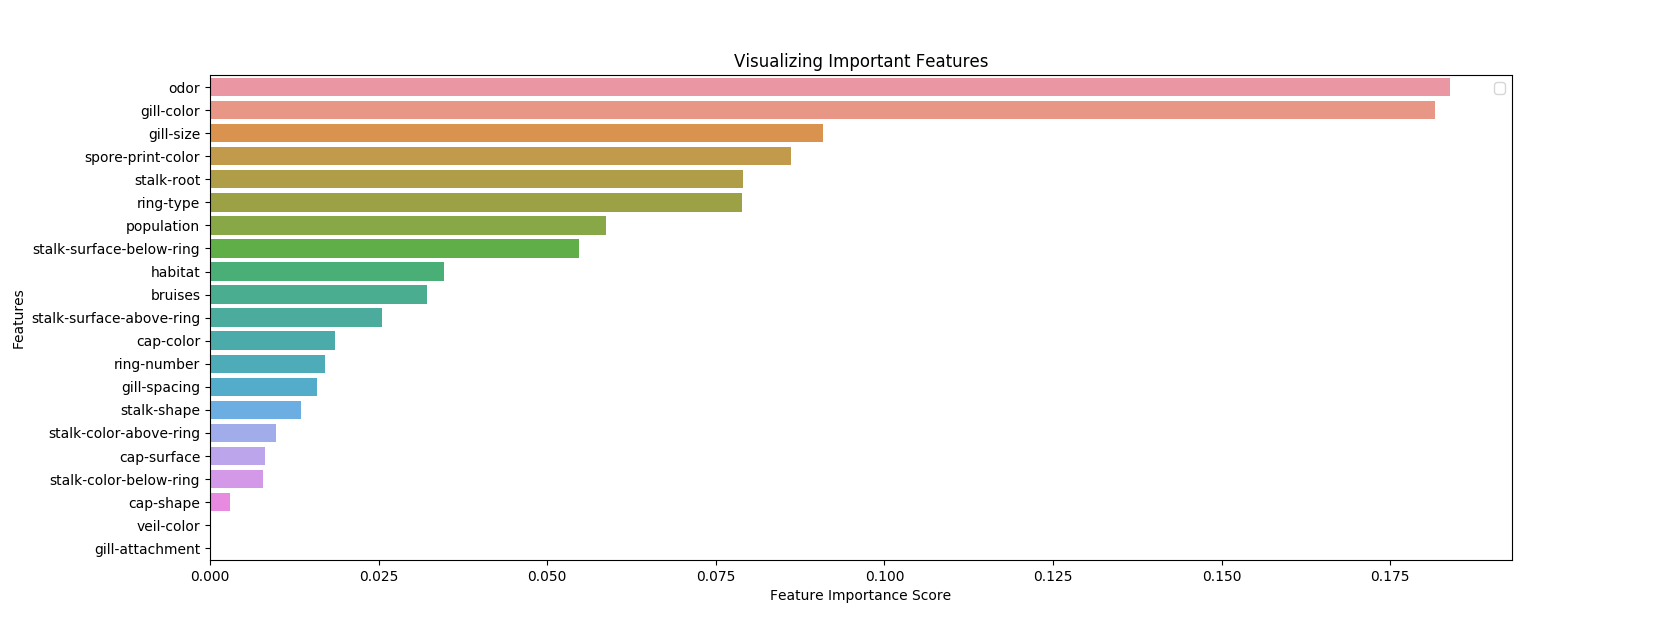 Visualizing Important Features
odor
gill-color
gill-size
spore-print-color
stalk-root
ring-type
population
stalk-surface-below-ring
habitat
bruises
stalk-surface-above-ring
cap-color
ring-number
gill-spacing
stalk-shape
stalk-color-above-ring
cap-surface
stalk-color-below-ring
cap-shape
veil-color
gill-attachment
Features
0.000 0.025 0.050 0.075 0.100 0.125 0.150 0.175
Feature Importance Score